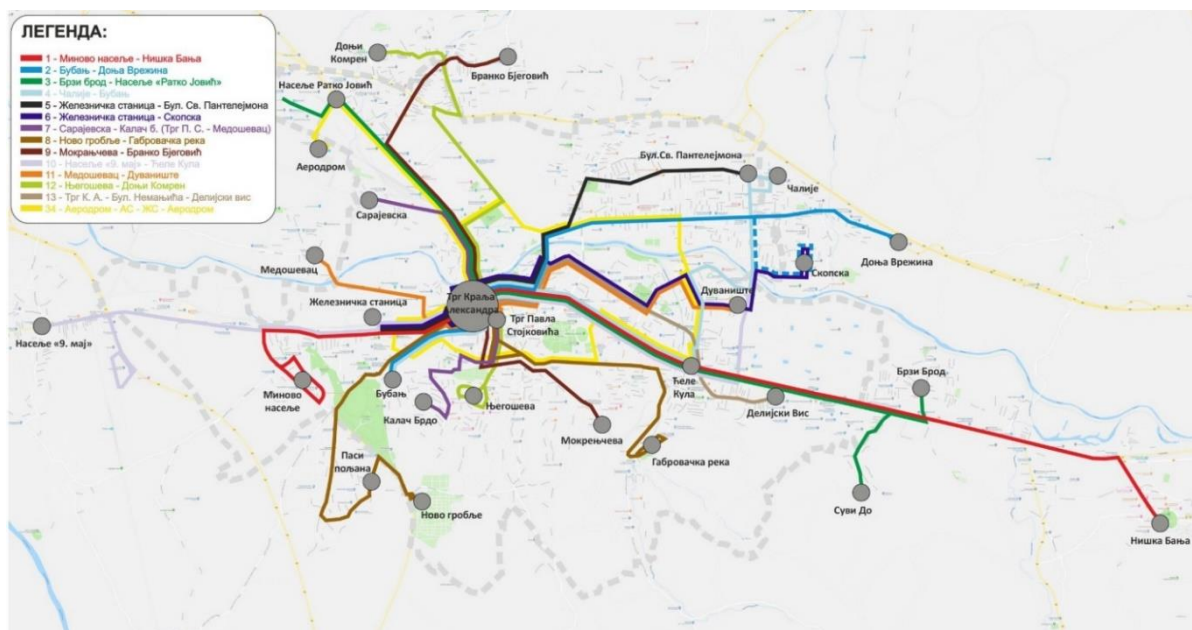 ЛЕГЕНДА:
1 - Миново насеље - Нишка Бања
2 - Бубањ - Доња Врежина
3 - Брзи брод - Насеље «Ратко Јовић»
4 - Чалије - Бубањ
5 - Железничка станица - Бул. Св. Пантелејмона
6 - Железничка станица - Скопска
7 - Сарајевска - Калач б. (Трг П. С. - Медошевац)
8 - Ново гробље - Габровачка река
9 - Мокрањчева - Бранко Бјеговић
10 - Насеље «9. мај» - Ћеле Кула
11 - Медошевац - Дуваниште
12 - Његошева - Доњи Комрен
13 - Трг К. А. - Бул. Немањића - Делијски вис
34 - Аеродром - АС - ЖС - Аеродром
Доњи
Комрен
Бранко Бјеговић
Насеље Ратко Јовић
Аеродром
Бул.Св. Пантелејмона
Чалије
Сарајевска
Медошевац
Доња Врежина
Скопска
Железничка станица
Трг Краља
Александра
Дуваниште
Трг Павла
Стојковића
Насеље «9. мај»
Миново
насеље
Бубањ
Калач Брдо
Његошева
Ћеле
Кула
Делијски Вис
Брзи Брод
Мокрењчева
Габровачка река
Паси
пољана
Ново гробље
Суви До
Нишка Бања